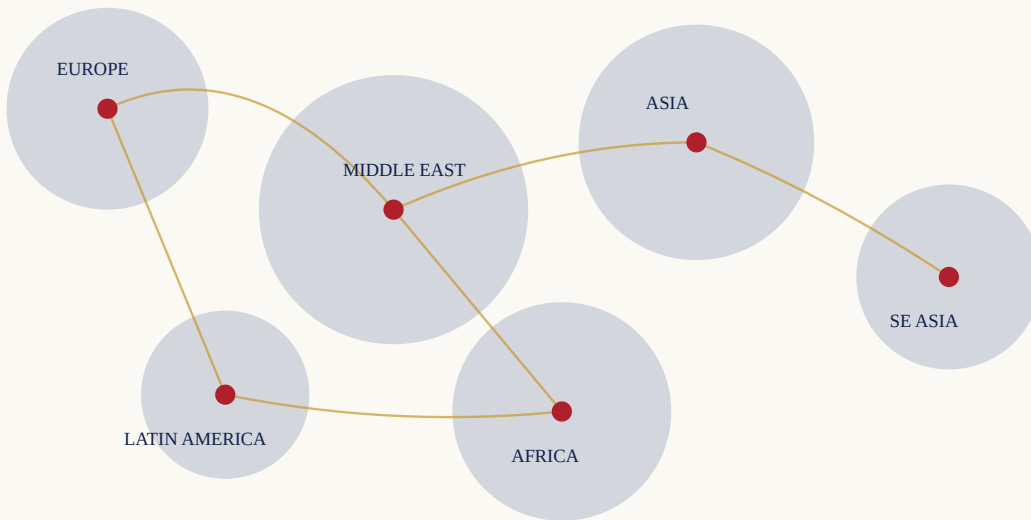 EUROPE
ASIA
MIDDLE EAST
SE ASIA
LATIN AMERICA
AFRICA